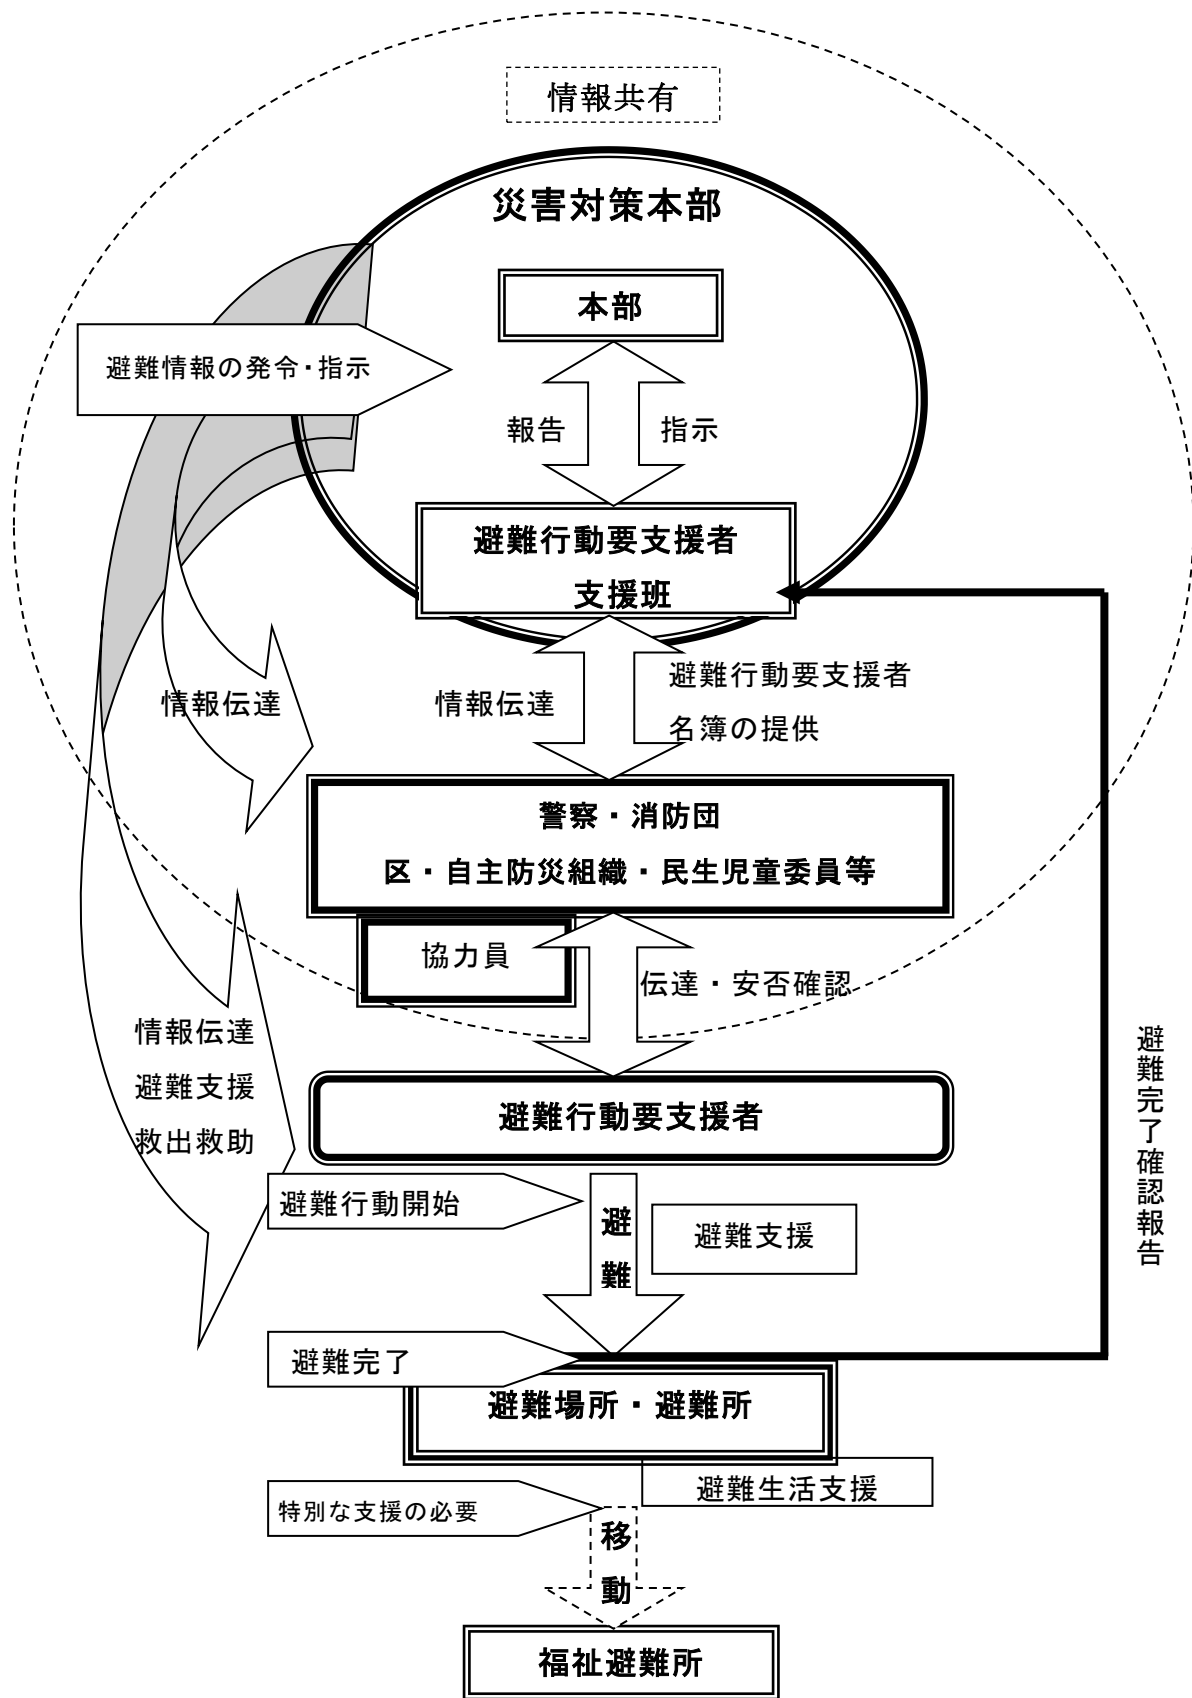 情報共有
災害対策本部
本部
避難情報の発令・指示
報告
指示
避難行動要支援者
支援班
情報伝達
情報伝達
避難行動要支援者
名簿の提供
警察・消防団
区・自主防災組織・民生児童委員等
協力員
伝達・安否確認
情報伝達
避難支援
救出救助
避難行動要支援者
避難完了確認報告
避難行動開始
避難
避難支援
避難完了
避難場所・避難所
避難生活支援
特別な支援の必要
移動
福祉避難所